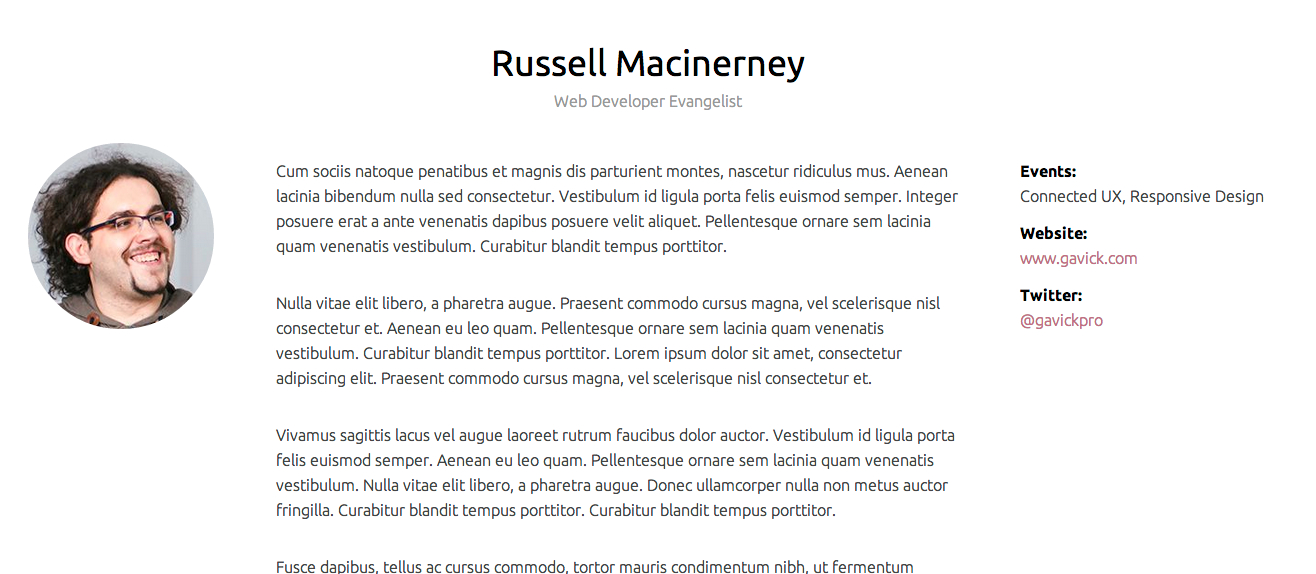 Russell Macinerney
Web Developer Evangelist
Cum sociis natoque penatibus et magnis dis parturient montes, nascetur ridiculus mus. Aenean
lacinia bibendum nulla sed consectetur. Vestibulum id ligula porta felis euismod semper. Integer
posuere erat a ante venenatis dapibus posuere velit aliquet. Pellentesque ornare sem lacinia
quam venenatis vestibulum. Curabitur blandit tempus porttitor.
Nulla vitae elit libero, a pharetra augue. Praesent commodo cursus magna, vel scelerisque nisl
consectetur et. Aenean eu leo quam. Pellentesque ornare sem lacinia quam venenatis
vestibulum. Curabitur blandit tempus porttitor. Lorem ipsum dolor sit amet, consectetur
adipiscing elit. Praesent commodo cursus magna, vel scelerisque nisl consectetur et.
Vivamus sagittis lacus vel augue laoreet rutrum faucibus dolor auctor. Vestibulum id ligula porta
felis euismod semper. Aenean eu leo quam. Pellentesque ornare sem lacinia quam venenatis
vestibulum. Nulla vitae elit libero, a pharetra augue. Donec ullamcorper nulla non metus auctor
fringilla. Curabitur blandit tempus porttitor. Curabitur blandit tempus porttitor.
Fusce dapibus, tellus ac cursus commodo, tortor mauris condimentum nibh, ut fermentum
Events:
Connected UX, Responsive Design
Website:
www.gavick.com
Twitter:
@gavickpro